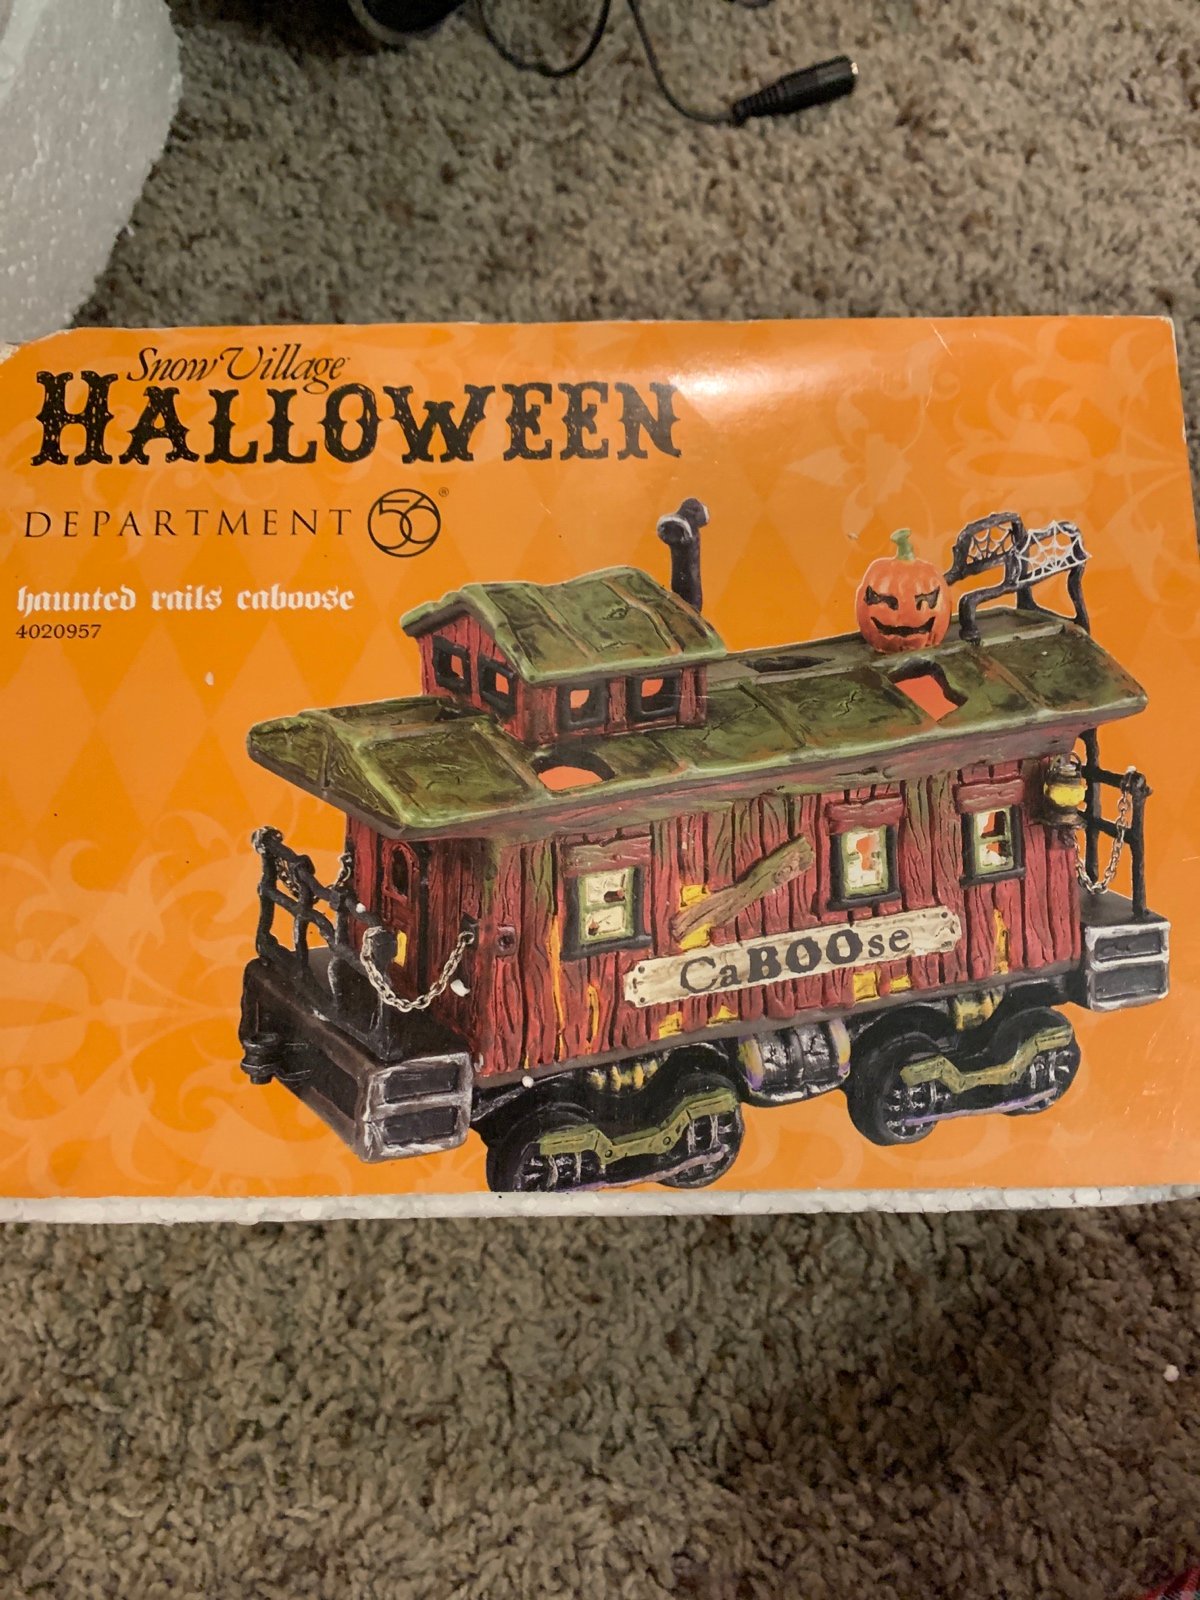 Snow Village
HALLOWEEN
DEPARTMENT 56®
haunted rails caboose
4020957
CaBOOse